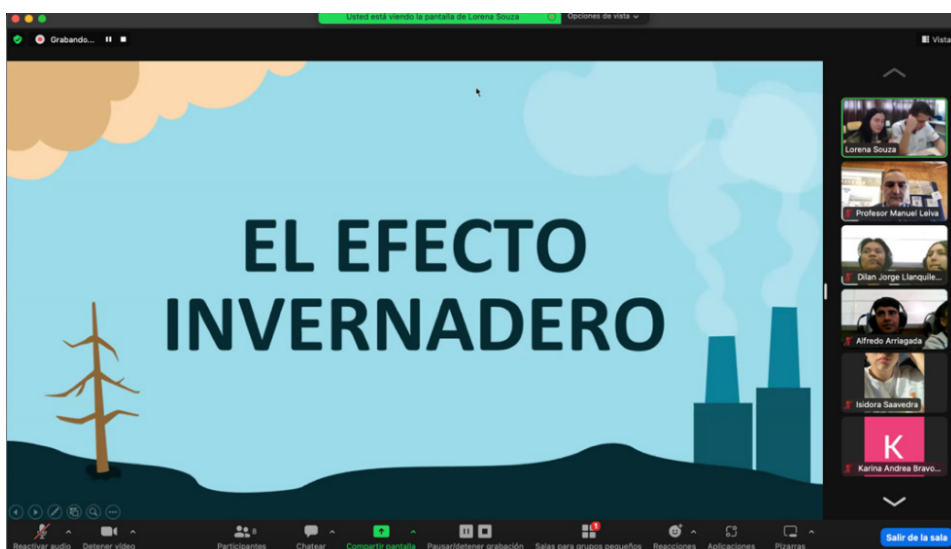 Usted está viendo la pantalla de Lorena Souza
Opciones de vista
Grabando...
Vista
EL EFECTO
INVERNADERO
Lorena Souza
Profesor Manuel Leiva
Dilan Jorge Llanquile...
Alfredo Arriagada
Isidora Saavedra
K
Karina Andrea Bravo...
8
1
Reactivar audio
Detener video
Participantes
Chatear
Compartir pantalla
Pausar/detener grabación
Salas para grupos pequeños
Reacciones
Aplicaciones
Pizarras
Salir de la sala